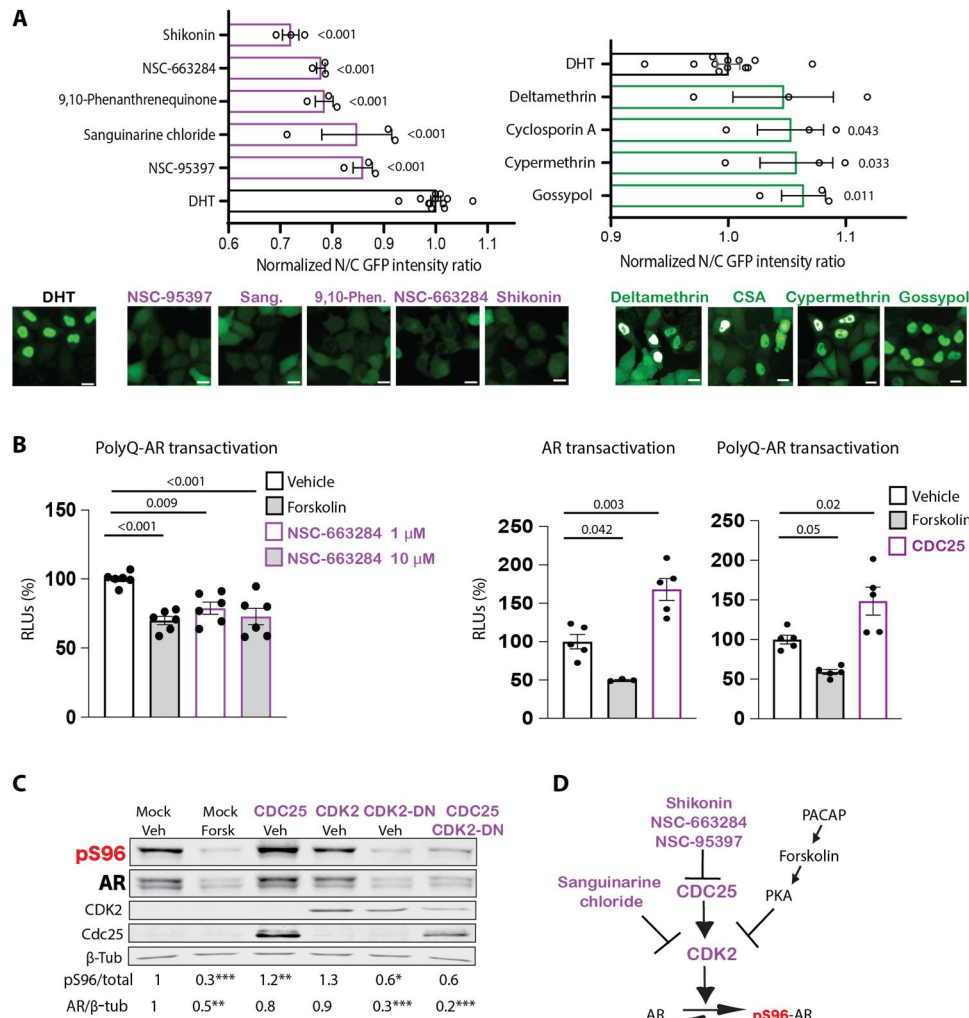 A
Shikonin
<0.001
NSC-663284
<0.001
9,10-Phenanthrenequinone
<0.001
Sanguinarine chloride
<0.001
NSC-95397
<0.001
DHT
0.6 0.7 0.8 0.9 1.0 1.1
Normalized N/C GFP intensity ratio
DHT
Deltamethrin
Cyclosporin A
0.043
Cypermethrin
0.033
Gossypol
0.011
0.9 1.0 1.1
Normalized N/C GFP intensity ratio
DHT NSC-95397 Sang. 9,10-Phen. NSC-663284 Shikonin
Deltamethrin CSA Cypermethrin Gossypol
B
PolyQ-AR transactivation
<0.001
0.009
<0.001
Vehicle
Forskolin
NSC-663284 1 μM
NSC-663284 10 μM
150
100
50
0
RLUs (%)
AR transactivation
0.003
0.042
250
200
150
100
50
0
RLUs (%)
PolyQ-AR transactivation
0.02
0.05
250
200
150
100
50
0
Vehicle
Forskolin
CDC25
C
Mock Mock CDC25 CDK2 CDK2-DN CDC25
Veh Forsk Veh Veh Veh CDK2-DN
pS96
AR
CDK2
Cdc25
β-Tub
pS96/total 1 0.3*** 1.2** 1.3 0.6* 0.6
AR/β-tub 1 0.5** 0.8 0.9 0.3*** 0.2***
D
Shikonin
NSC-663284
NSC-95397
PACAP
Forskolin
PKA
Sanguinarine
chloride
CDC25
CDK2
AR pS96-AR